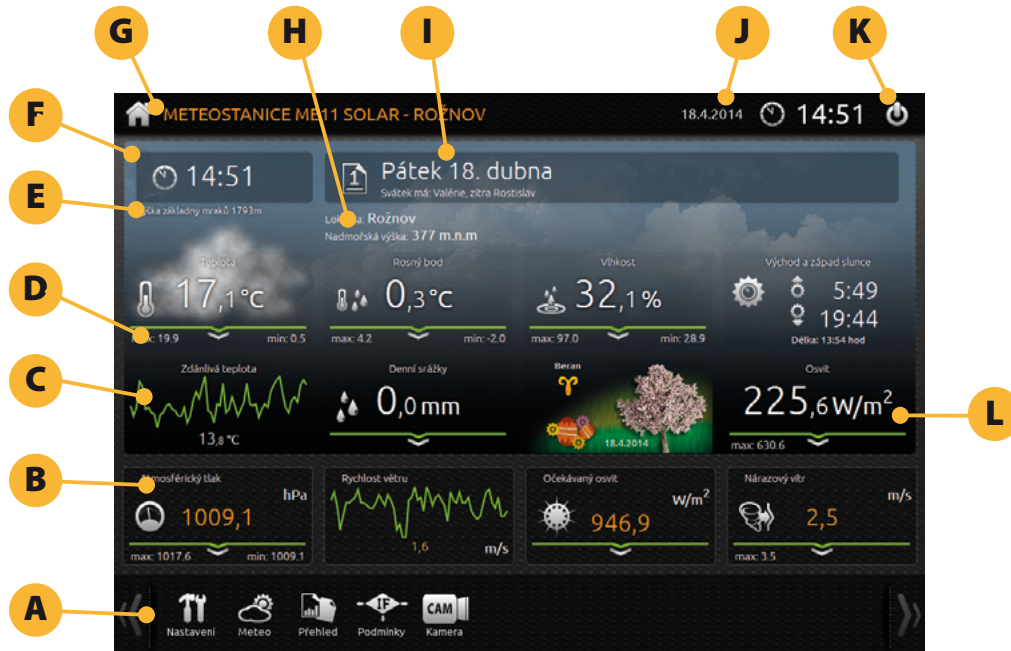 G
H
I
J
K
F
METEOSTANICE ME11 SOLAR - ROŽNOV
18.4.2014
14:51
14:51
1
Pátek 18. dubna
Svátek má: Valérie, zítra Rostislav
E
základny mraků 1793m
Rožnov
Nadmořská výška: 377 m.n.m
D
Teplota
17,1°C
max: 19.9
min: 0.5
Rosný bod
0,3°C
max: 4.2
min: -2.0
Vlhkost
32,1%
max: 97.0
min: 28.9
Východ a západ slunce
5:49
19:44
Délka: 13:54 hod
C
Zdánlivá teplota
13,8 °C
Denní srážky
0,0 mm
Beran
18.4.2014
Osvit
225,6 W/m²
max: 630.6
L
B
Atmosférický tlak
hPa
1009,1
max: 1017.6
min: 1009.1
Rychlost větru
1,6
m/s
Očekávaný osvit
W/m²
946,9
Nárazový vítr
m/s
2,5
max: 3.5
A
Nastavení
Meteo
Přehled
IF
Podmínky
CAM
Kamera